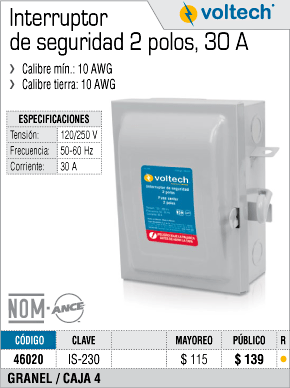 Interruptor
de seguridad 2 polos, 30 A
voltech®
› Calibre mín.: 10 AWG
› Calibre tierra: 10 AWG
ESPECIFICACIONES
Tensión: 120/250 V
Frecuencia: 50-60 Hz
Corriente: 30 A
voltech
Interruptor de seguridad
2 polos
2 polos
NOM-ANCE®
CÓDIGO CLAVE MAYOREO PÚBLICO R
46020 IS-230 $ 115 $ 139
GRANEL / CAJA 4